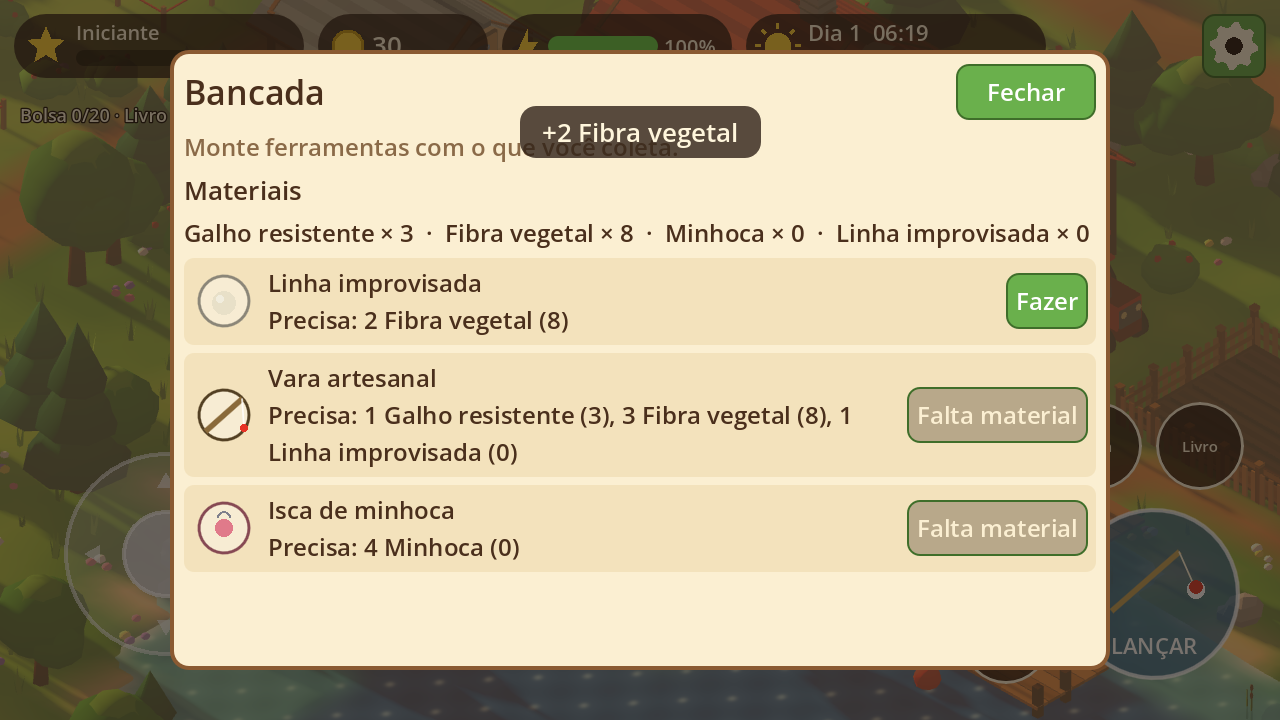 Iniciante
30
100%
Dia 1 06:19
Bolsa 0/20 · Livro
Bancada
Fechar
+2 Fibra vegetal
Monte ferramentas com o que você coleta.
Materiais
Galho resistente × 3 · Fibra vegetal × 8 · Minhoca × 0 · Linha improvisada × 0
Linha improvisada
Precisa: 2 Fibra vegetal (8)
Fazer
Vara artesanal
Precisa: 1 Galho resistente (3), 3 Fibra vegetal (8), 1
Linha improvisada (0)
Falta material
Livro
Isca de minhoca
Precisa: 4 Minhoca (0)
Falta material
LANÇAR